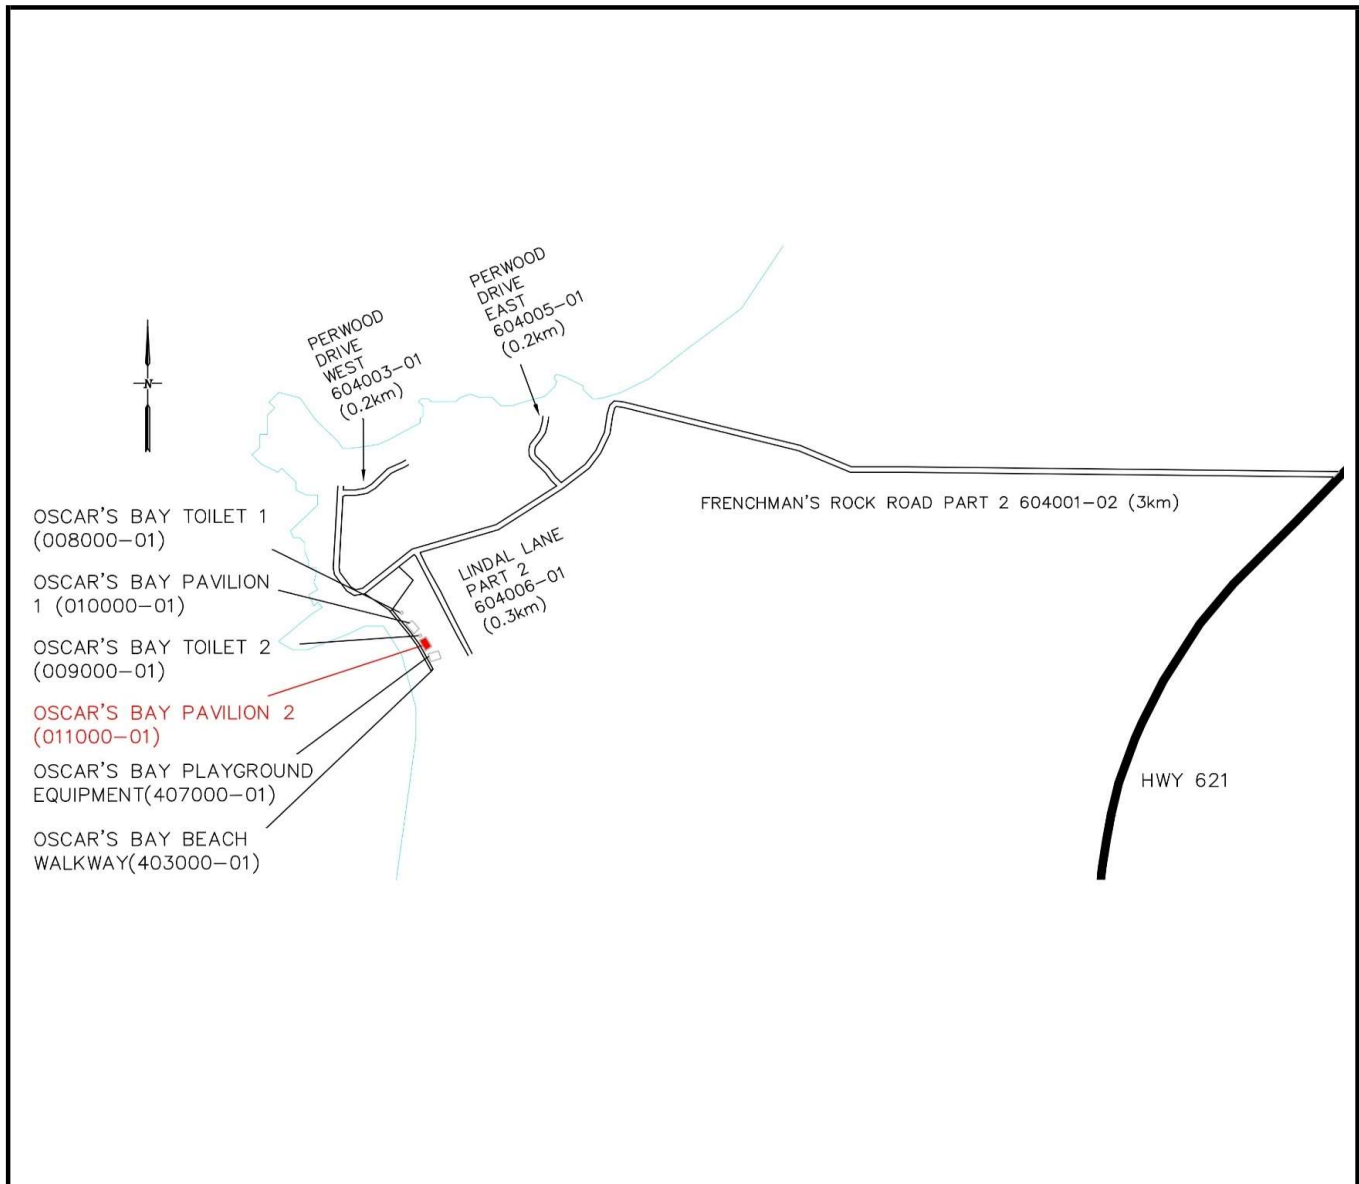 PERWOOD
DRIVE
EAST
604005-01
(0.2km)
PERWOOD
DRIVE
WEST
604003-01
(0.2km)
N
FRENCHMAN'S ROCK ROAD PART 2 604001-02 (3km)
OSCAR'S BAY TOILET 1
(008000-01)
LINDAL LANE
PART 2
604006-01
(0.3km)
OSCAR'S BAY PAVILION
1 (010000-01)
OSCAR'S BAY TOILET 2
(009000-01)
OSCAR'S BAY PAVILION 2
(011000-01)
OSCAR'S BAY PLAYGROUND
EQUIPMENT(407000-01)
HWY 621
OSCAR'S BAY BEACH
WALKWAY(403000-01)